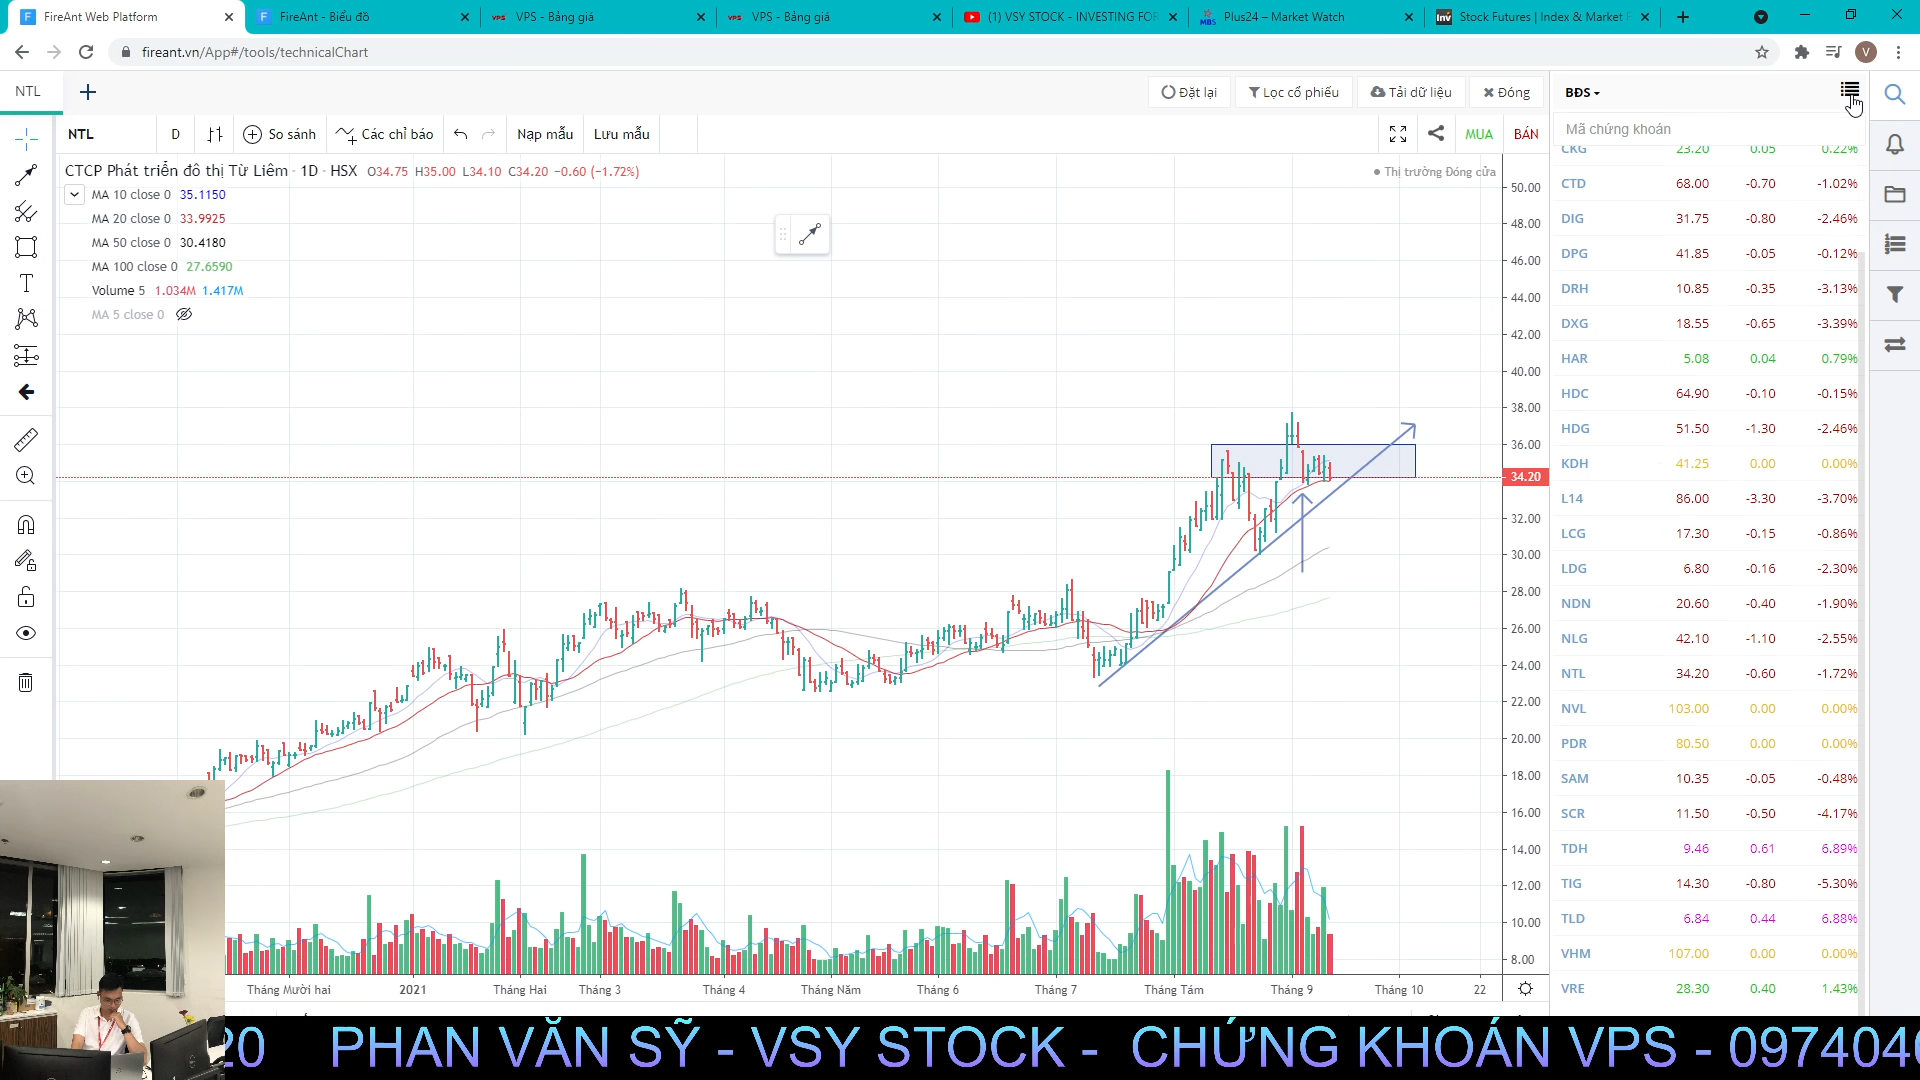 FireAnt Web Platform
FireAnt - Biểu đồ
VPS - Bảng giá
VPS - Bảng giá
(1) VSY STOCK - INVESTING FOR
Plus24 – Market Watch
Stock Futures | Index & Market F
fireant.vn/App#/tools/technicalChart
V
NTL
Đặt lại
Lọc cổ phiếu
Tải dữ liệu
Đóng
BĐS
NTL
D
So sánh
Các chỉ báo
Nạp mẫu
Lưu mẫu
MUA
BÁN
Mã chứng khoán
CTCP Phát triển đô thị Từ Liêm · 1D · HSX O34.75 H35.00 L34.10 C34.20 -0.60 (-1.72%)
Thị trường Đóng cửa
MA 10 close 0 35.1150
MA 20 close 0 33.9925
MA 50 close 0 30.4180
MA 100 close 0 27.6590
Volume 5 1.034M 1.417M
MA 5 close 0
50.00
48.00
46.00
44.00
42.00
40.00
38.00
36.00
34.20
32.00
30.00
28.00
26.00
24.00
22.00
20.00
18.00
16.00
14.00
12.00
10.00
8.00
CKG 23.20 0.05 0.22%
CTD 68.00 -0.70 -1.02%
DIG 31.75 -0.80 -2.46%
DPG 41.85 -0.05 -0.12%
DRH 10.85 -0.35 -3.13%
DXG 18.55 -0.65 -3.39%
HAR 5.08 0.04 0.79%
HDC 64.90 -0.10 -0.15%
HDG 51.50 -1.30 -2.46%
KDH 41.25 0.00 0.00%
L14 86.00 -3.30 -3.70%
LCG 17.30 -0.15 -0.86%
LDG 6.80 -0.16 -2.30%
NDN 20.60 -0.40 -1.90%
NLG 42.10 -1.10 -2.55%
NTL 34.20 -0.60 -1.72%
NVL 103.00 0.00 0.00%
PDR 80.50 0.00 0.00%
SAM 10.35 -0.05 -0.48%
SCR 11.50 -0.50 -4.17%
TDH 9.46 0.61 6.89%
TIG 14.30 -0.80 -5.30%
TLD 6.84 0.44 6.88%
VHM 107.00 0.00 0.00%
VRE 28.30 0.40 1.43%
Tháng Mười hai 2021 Tháng Hai Tháng 3 Tháng 4 Tháng Năm Tháng 6 Tháng 7 Tháng Tám Tháng 9 Tháng 10 22
20 PHAN VĂN SỸ - VSY STOCK - CHỨNG KHOÁN VPS - 0974046